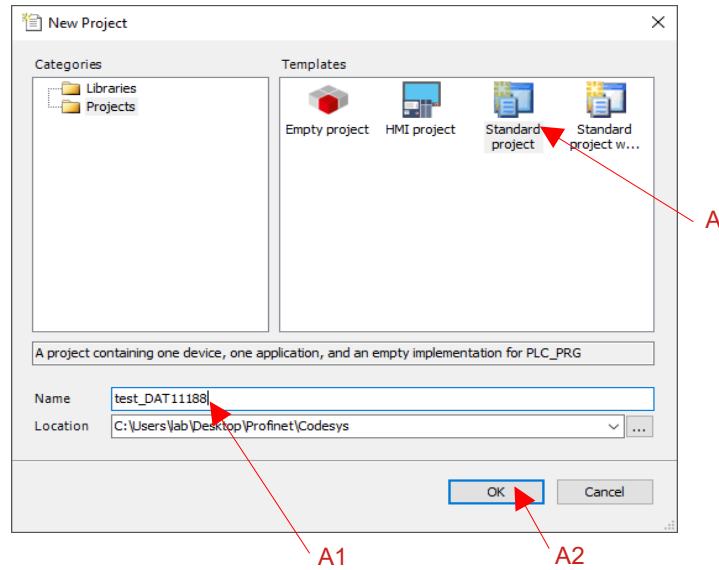 New Project
Categories
Templates
Libraries
Projects
Empty project
HMI project
Standard
project
Standard
project w...
A
A project containing one device, one application, and an empty implementation for PLC_PRG
Name
test_DAT11188
Location
C:\Users\lab\Desktop\Profinet\Codesys
...
OK
Cancel
A1
A2